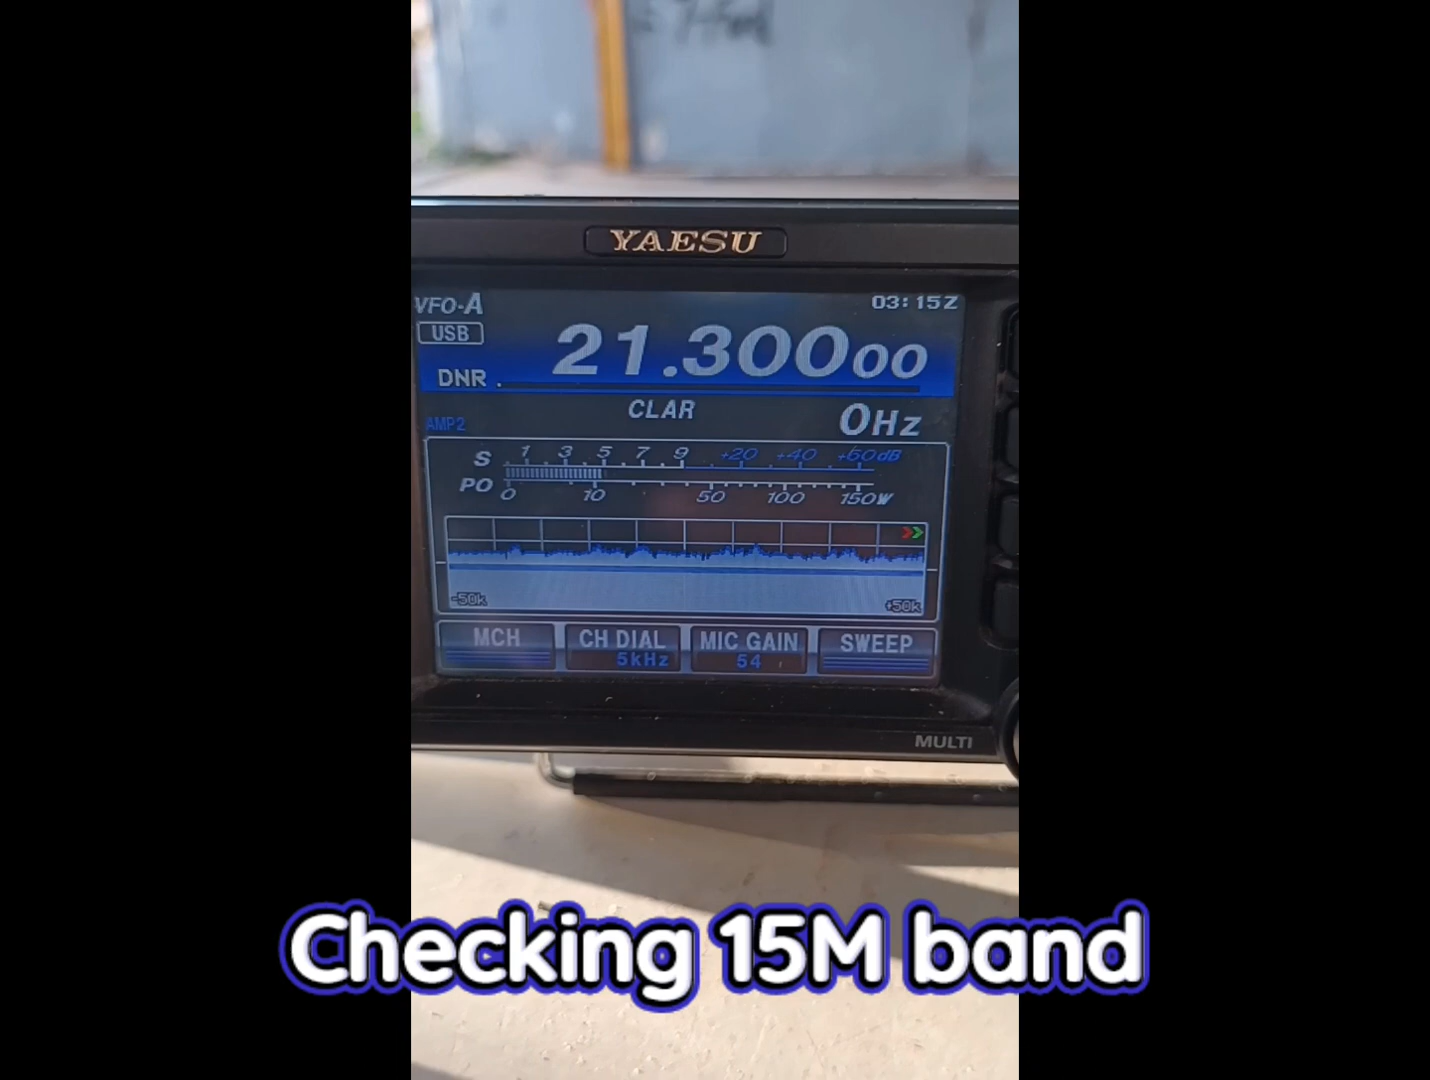 YAESU
VFO-A
03:15Z
USB
21.30000
DNR
CLAR
0Hz
AMP2
S 1 3 5 7 9 +20 +40 +60dB
PO 0 10 50 100 150W
-50k
+50k
MCH
CH DIAL
5kHz
MIC GAIN
54
SWEEP
MULTI
Checking 15M band